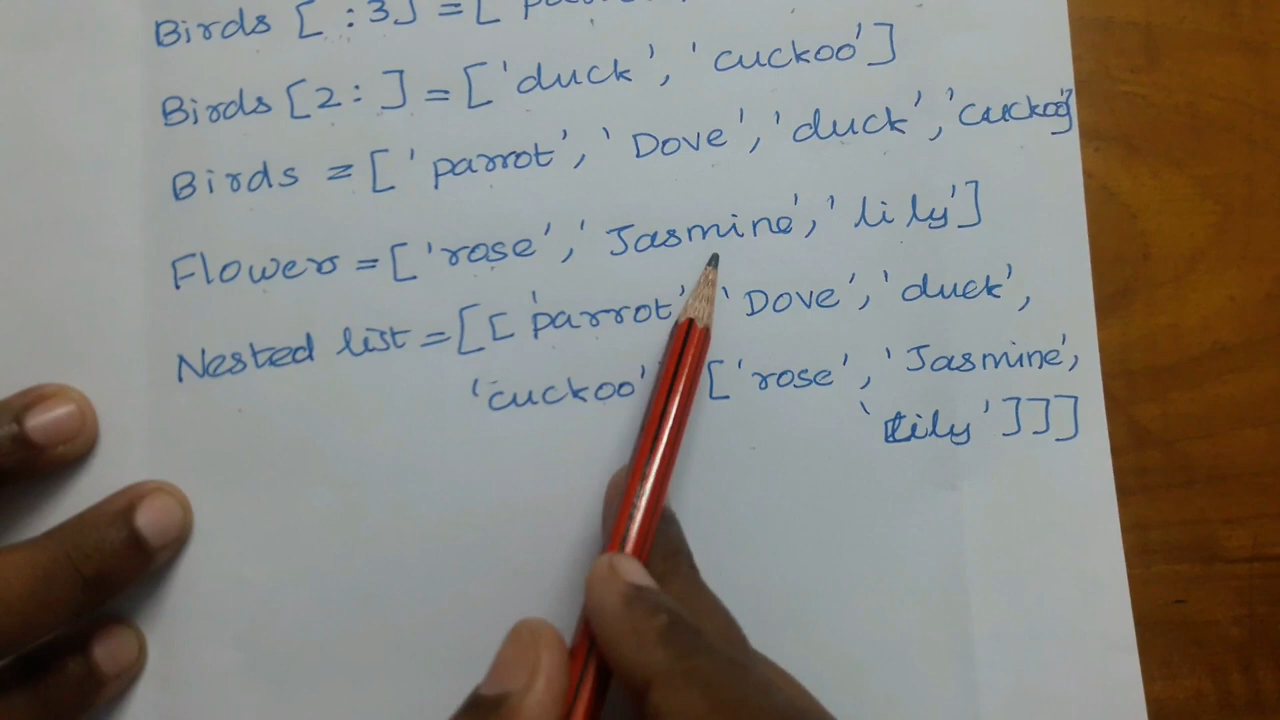 Birds [ :3] = [
Birds [2: ] = ['duck', 'cuckoo']
Birds = ['parrot', 'Dove', 'duck', 'cuckoo']
Flowers = ['rose', 'Jasmine', 'lily']
Nested list = [['parrot' 'Dove', 'duck',
'cuckoo' ['rose', 'Jasmine',
'lily']]]